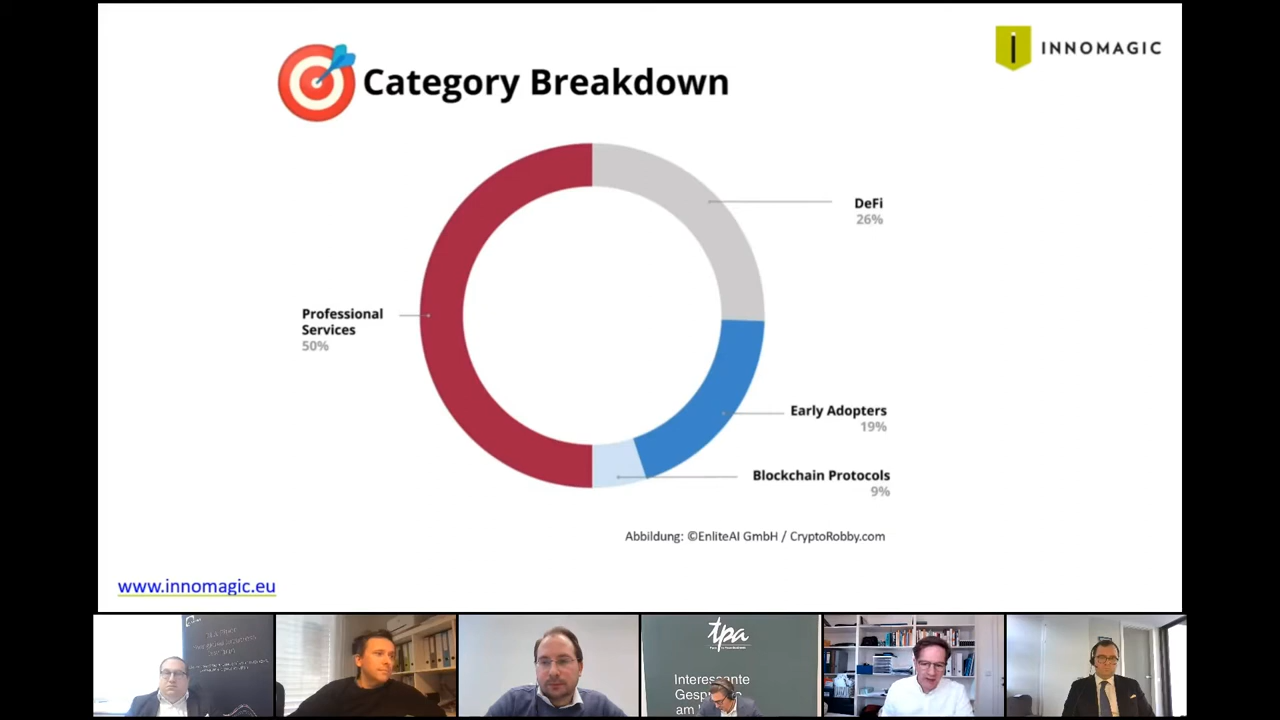 INNOMAGIC
Category Breakdown
DeFi
26%
Professional
Services
50%
Early Adopters
19%
Blockchain Protocols
9%
Abbildung: ©EnliteAI GmbH / CryptoRobby.com
www.innomagic.eu
tpa
Interessante
am